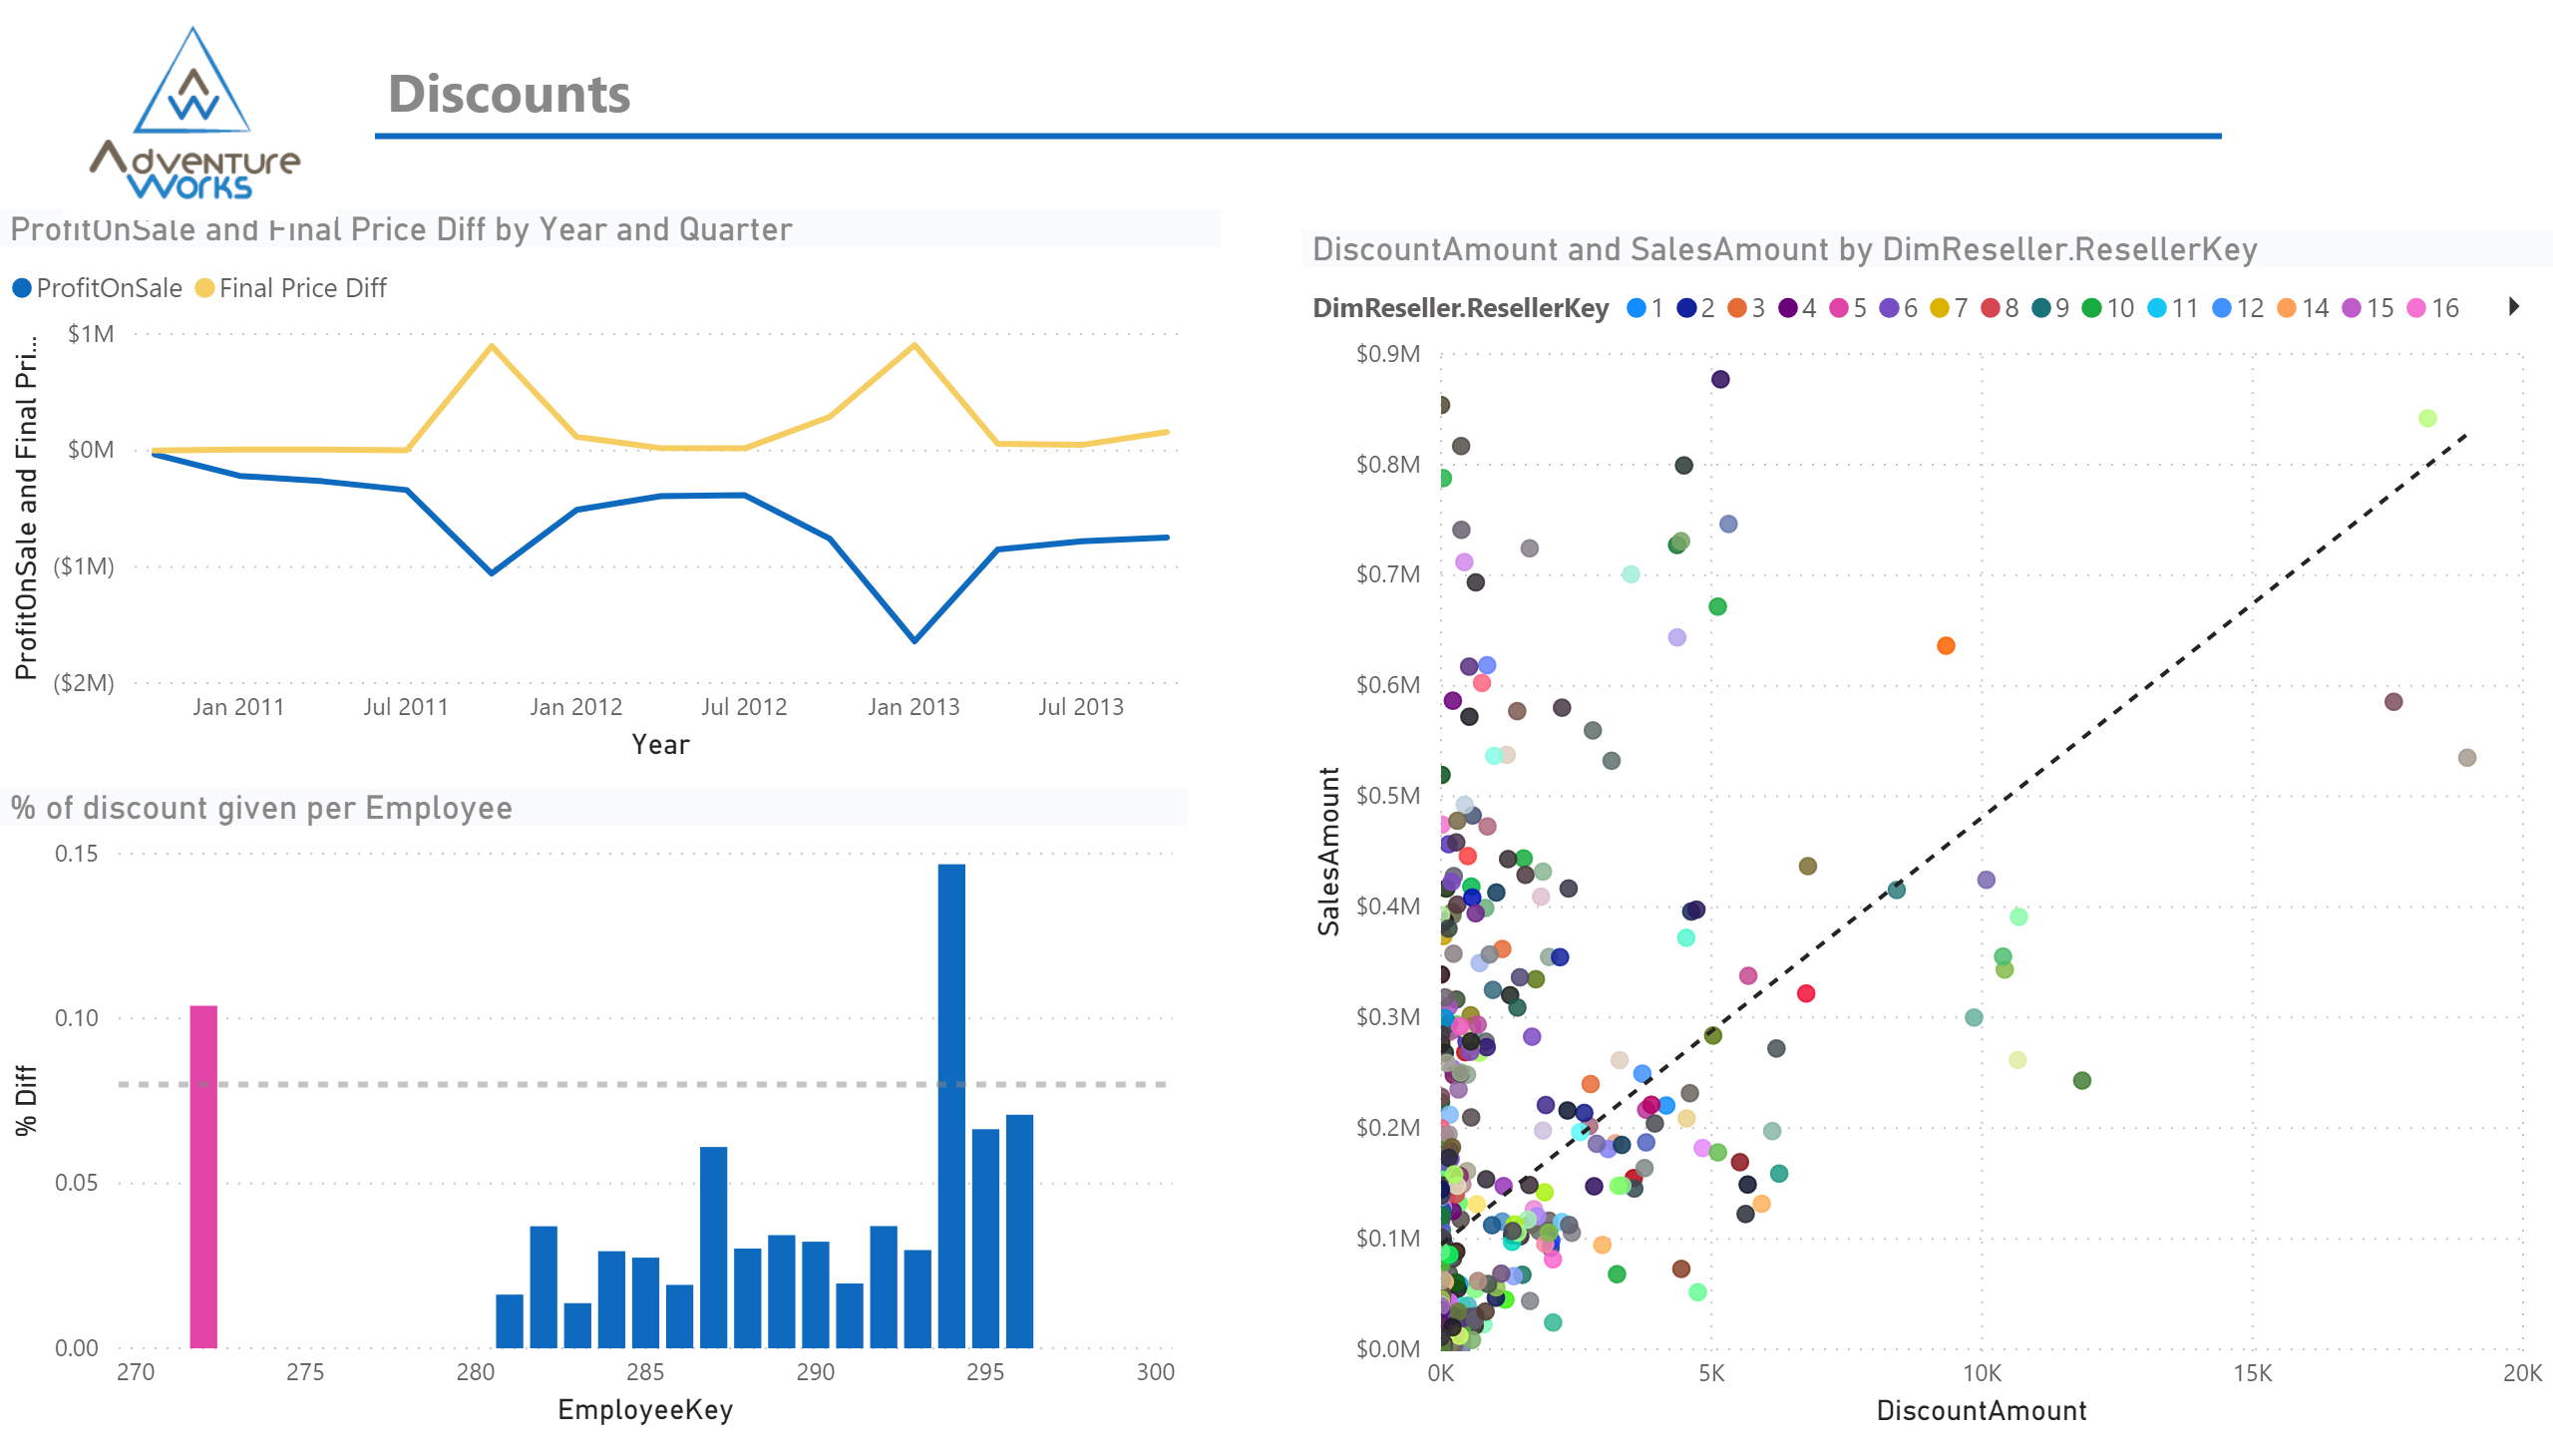 Adventure
Works
Discounts
ProfitOnSale and Final Price Diff by Year and Quarter
ProfitOnSale Final Price Diff
ProfitOnSale and Final Pri...
$1M
$0M
($1M)
($2M)
Jan 2011 Jul 2011 Jan 2012 Jul 2012 Jan 2013 Jul 2013
Year
% of discount given per Employee
% Diff
0.15
0.10
0.05
0.00
270 275 280 285 290 295 300
EmployeeKey
DiscountAmount and SalesAmount by DimReseller.ResellerKey
DimReseller.ResellerKey 1 2 3 4 5 6 7 8 9 10 11 12 14 15 16
SalesAmount
$0.9M
$0.8M
$0.7M
$0.6M
$0.5M
$0.4M
$0.3M
$0.2M
$0.1M
$0.0M
0K 5K 10K 15K 20K
DiscountAmount